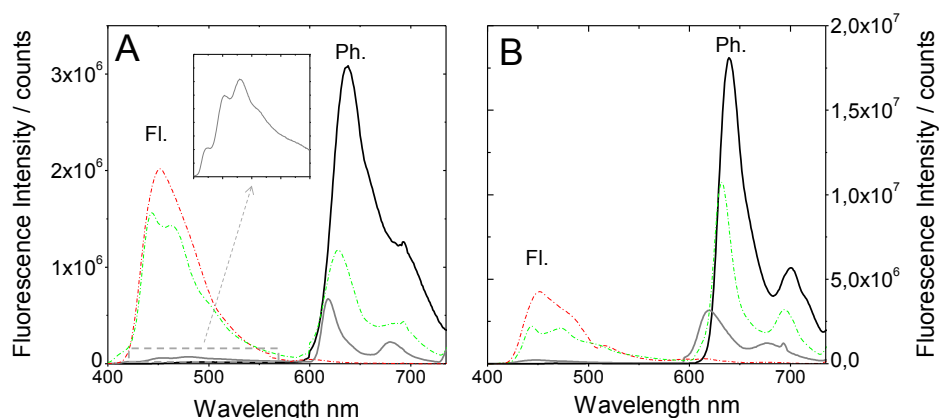 A
Fl.
Ph.
Fluorescence Intensity / counts
3x10⁶
2x10⁶
1x10⁶
0
400 500 600 700
Wavelength nm
B
Fl.
Ph.
2,0x10⁷
1,5x10⁷
1,0x10⁷
5,0x10⁶
0,0
Fluorescence Intensity / counts
400 500 600 700
Wavelength nm